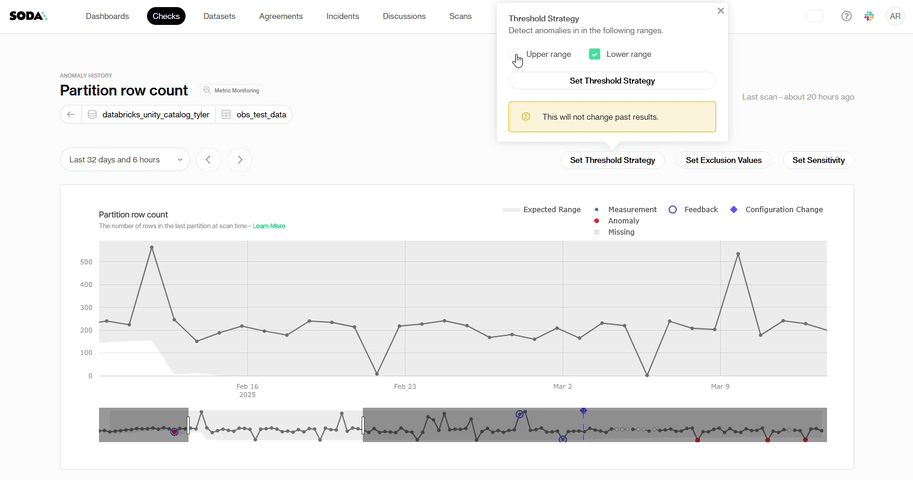 SODA
Dashboards
Checks
Datasets
Agreements
Incidents
Discussions
Scans
AR
Threshold Strategy
Detect anomalies in in the following ranges.
Upper range
Lower range
Set Threshold Strategy
This will not change past results.
ANOMALY HISTORY
Partition row count
Metric Monitoring
databricks_unity_catalog_tyler
obs_test_data
Last scan - about 20 hours ago
Last 32 days and 6 hours
Set Threshold Strategy
Set Exclusion Values
Set Sensitivity
Partition row count
The number of rows in the last partition at scan time - Learn More
Expected Range
Measurement
Feedback
Configuration Change
Anomaly
Missing
500
400
300
200
100
0
Feb 16
2025
Feb 23
Mar 2
Mar 9